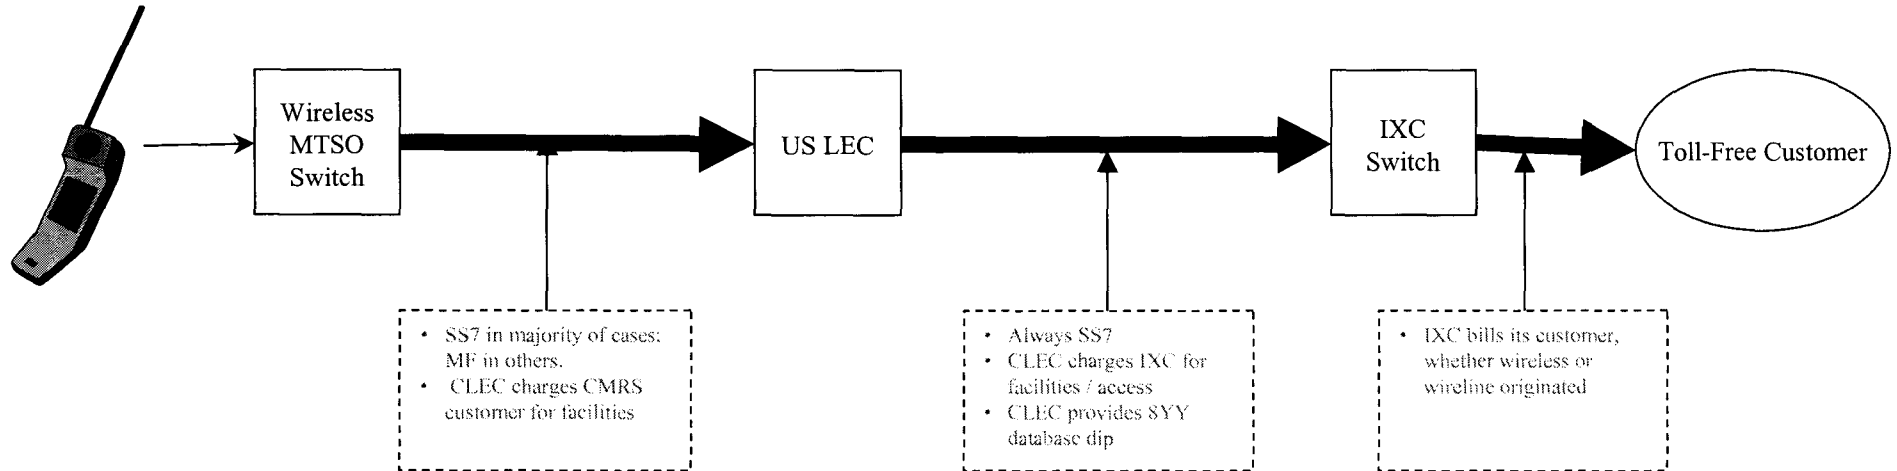 Wireless
MTSO
Switch
US LEC
IXC
Switch
Toll-Free Customer
• SS7 in majority of cases;
MF in others.
• CLEC charges CMRS
customer for facilities
• Always SS7
• CLEC charges IXC for
facilities / access
• CLEC provides 8YY
database dip
• IXC bills its customer,
whether wireless or
wireline originated